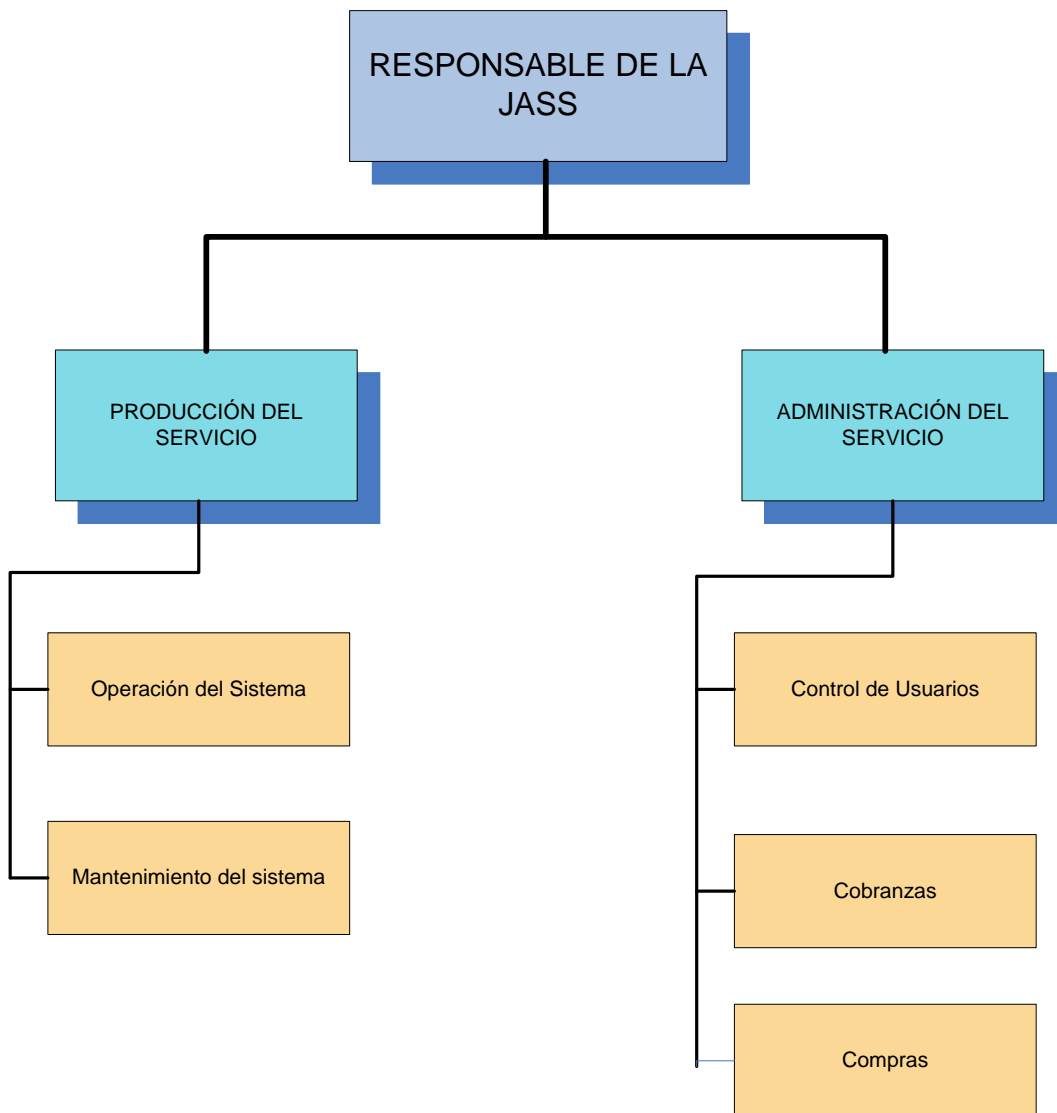 RESPONSABLE DE LA
JASS
PRODUCCIÓN DEL
SERVICIO
ADMINISTRACIÓN DEL
SERVICIO
Operación del Sistema
Mantenimiento del sistema
Control de Usuarios
Cobranzas
Compras